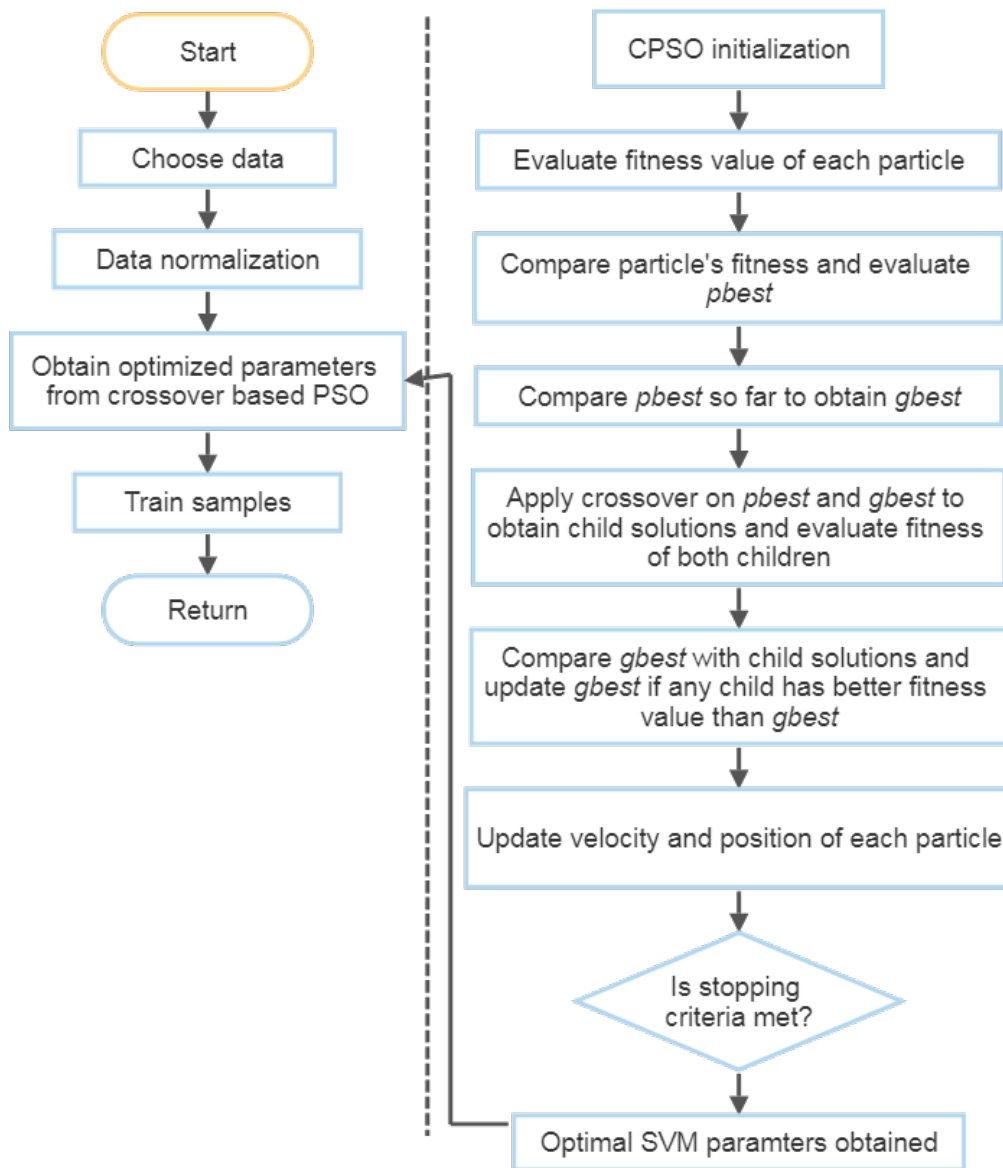 Start
Choose data
Data normalization
Obtain optimized parameters
from crossover based PSO
Train samples
Return
CPSO initialization
Evaluate fitness value of each particle
Compare particle's fitness and evaluate
pbest
Compare pbest so far to obtain gbest
Apply crossover on pbest and gbest to
obtain child solutions and evaluate fitness
of both children
Compare gbest with child solutions and
update gbest if any child has better fitness
value than gbest
Update velocity and position of each particle
Is stopping
criteria met?
Optimal SVM paramters obtained